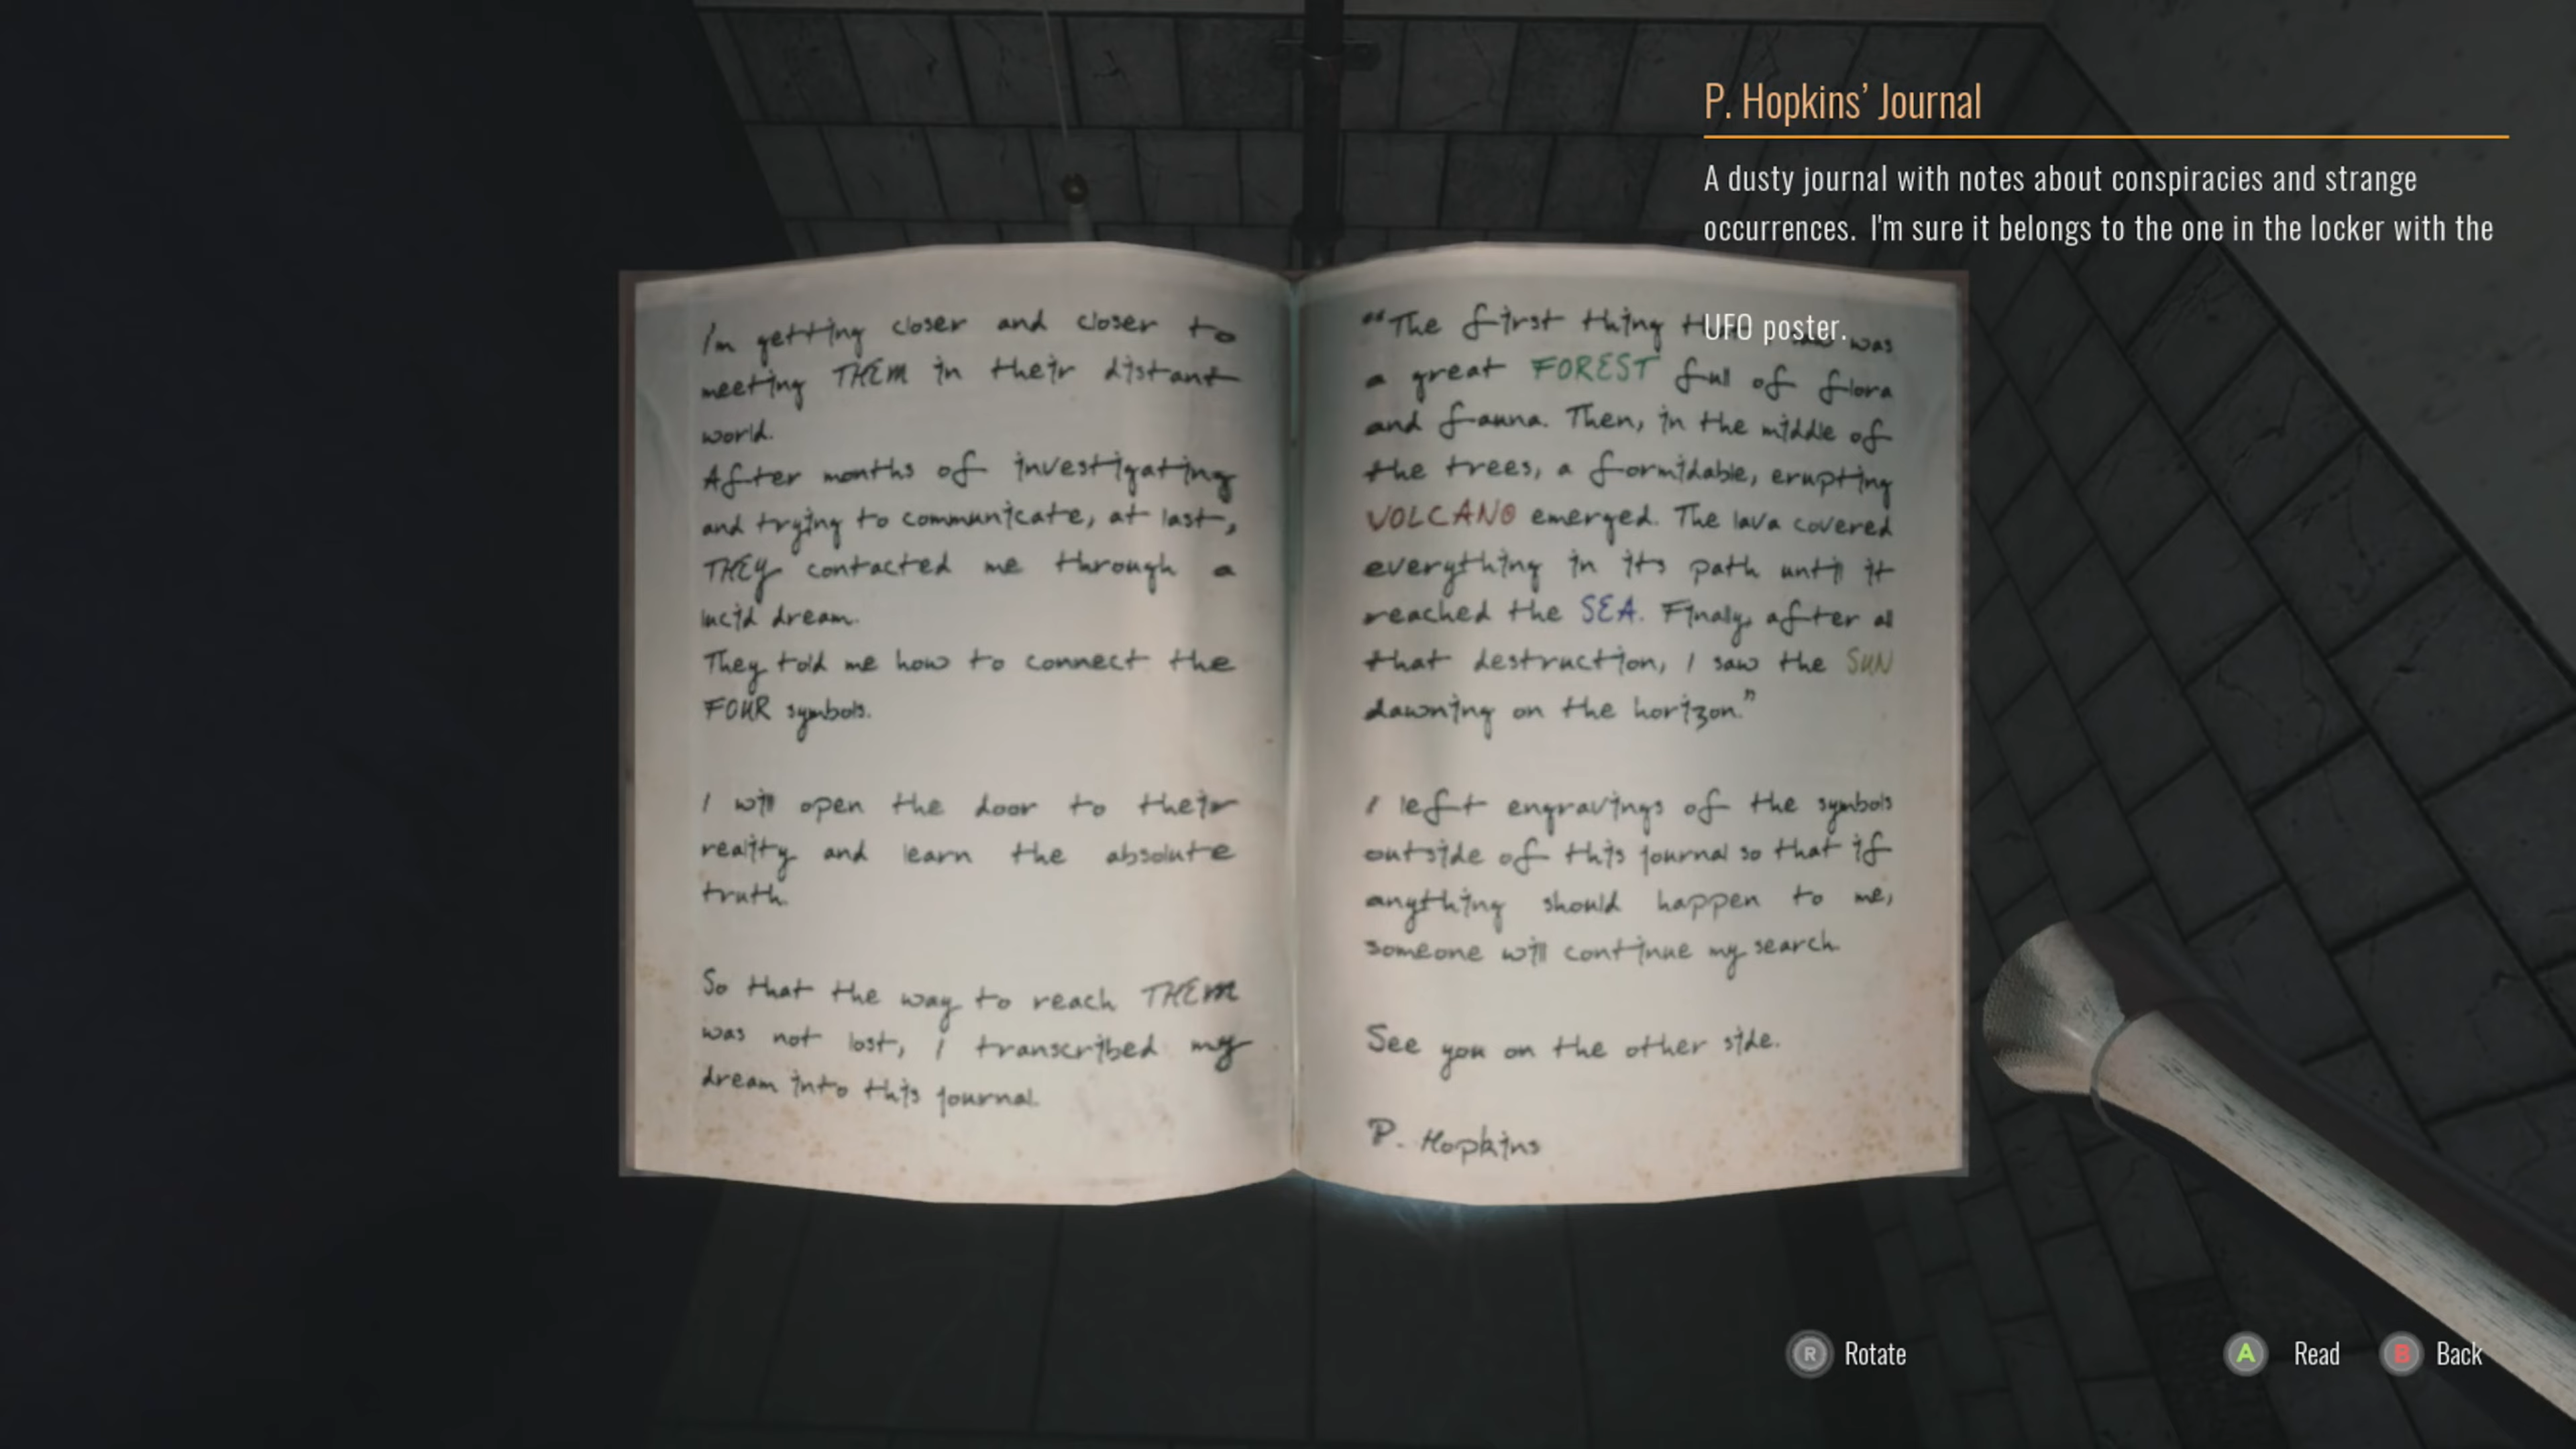 P. Hopkins' Journal
A dusty journal with notes about conspiracies and strange
occurrences. I'm sure it belongs to the one in the locker with the
UFO poster.
I'm getting closer and closer to
meeting THEM in their distant
world.
After months of investigating
and trying to communicate, at last,
THEY contacted me through a
lucid dream.
They told me how to connect the
FOUR symbols.
I will open the door to their
reality and learn the absolute
truth.
So that the way to reach THEM
was not lost, I transcribed my
dream into this journal.
"The first thing was
a great FOREST full of flora
and fauna. Then, in the middle of
the trees, a formidable, erupting
VOLCANO emerged. The lava covered
everything in its path until it
reached the SEA. Finally, after all
that destruction, I saw the SUN
dawning on the horizon."
I left engravings of the symbols
outside of this journal so that if
anything should happen to me,
someone will continue my search.
See you on the other side.
P. Hopkins
R Rotate
A Read
B Back